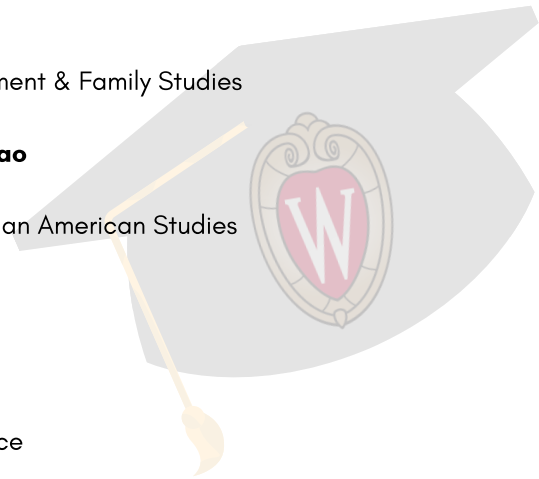 ment & Family Studies
ao
an American Studies
W
ce